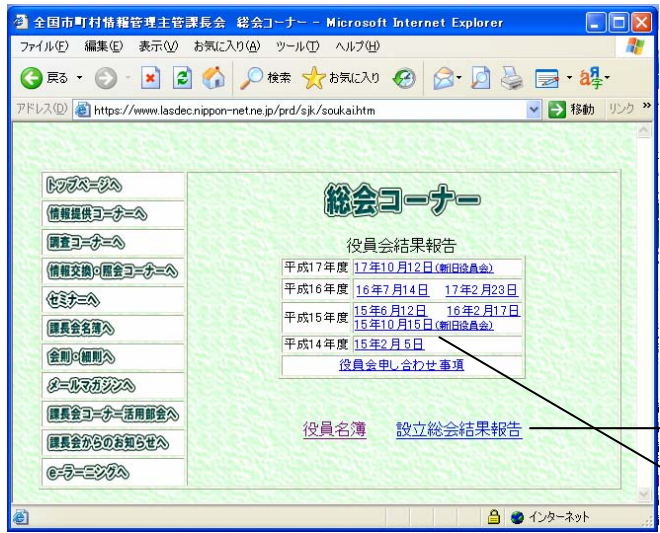 全国市町村情報管理主管課長会 総会コーナー - Microsoft Internet Explorer
ファイル(F) 編集(E) 表示(V) お気に入り(A) ツール(T) ヘルプ(H)
戻る 検索 お気に入り
アドレス(D) https://www.lasdec.nippon-net.ne.jp/prd/sjk/soukai.htm 移動 リンク »
トップページへ
情報提供コーナーへ
調査コーナーへ
情報交換・照会コーナーへ
セミナーへ
課長会名簿へ
会則・細則へ
メールマガジンへ
課長会コーナー活用部会へ
課長会からのお知らせへ
e-ラーニングへ
総会コーナー
役員会結果報告
平成17年度 17年10月12日(新旧役員会)
平成16年度 16年7月14日 17年2月23日
平成15年度 15年6月12日 16年2月17日
15年10月15日(新旧役員会)
平成14年度 15年2月5日
役員会申し合わせ事項
役員名簿 設立総会結果報告
インターネット